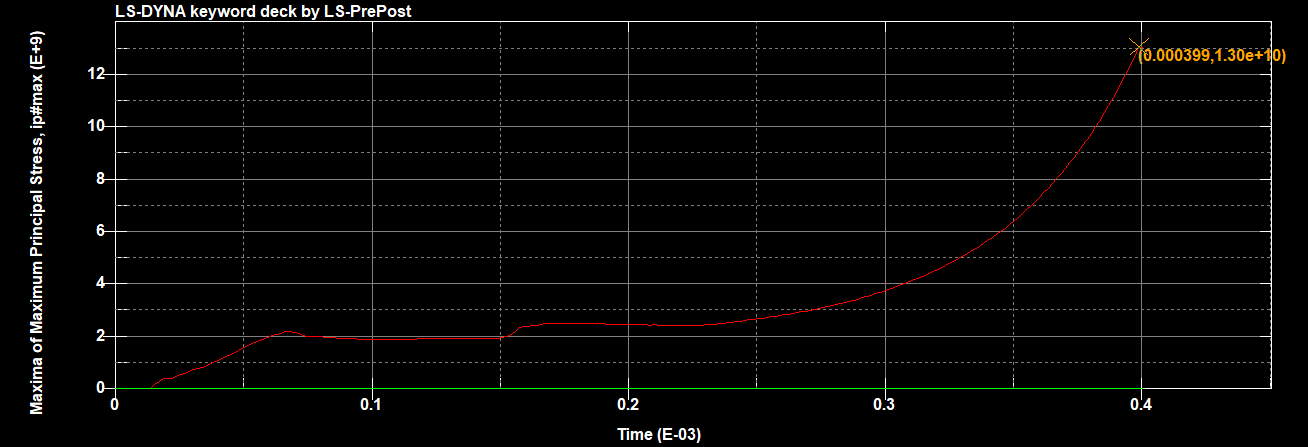 LS-DYNA keyword deck by LS-PrePost
Maxima of Maximum Principal Stress, ip#max (E+9)
(0.000399,1.30e+10)
12
10
8
6
4
2
0
0 0.1 0.2 0.3 0.4
Time (E-03)